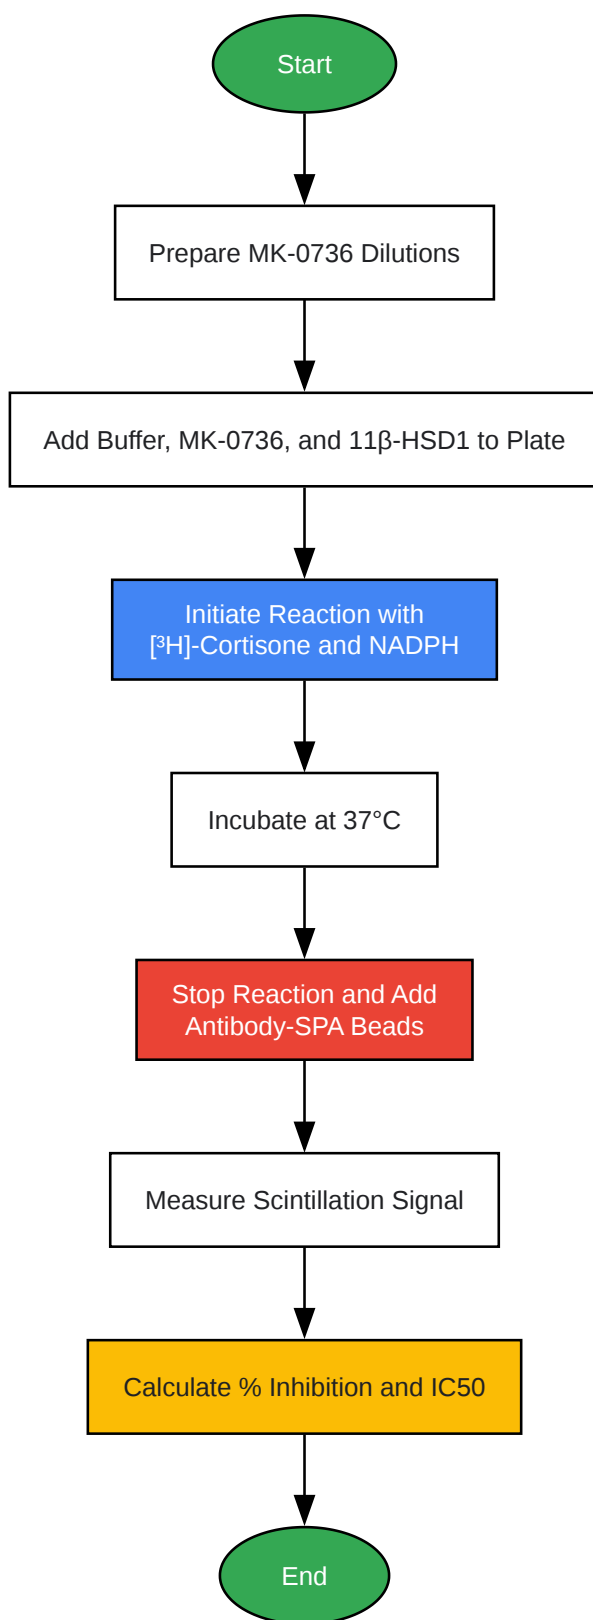 Start
Prepare MK-0736 Dilutions
Add Buffer, MK-0736, and 11β-HSD1 to Plate
Initiate Reaction with
[³H]-Cortisone and NADPH
Incubate at 37°C
Stop Reaction and Add
Antibody-SPA Beads
Measure Scintillation Signal
Calculate % Inhibition and IC50
End